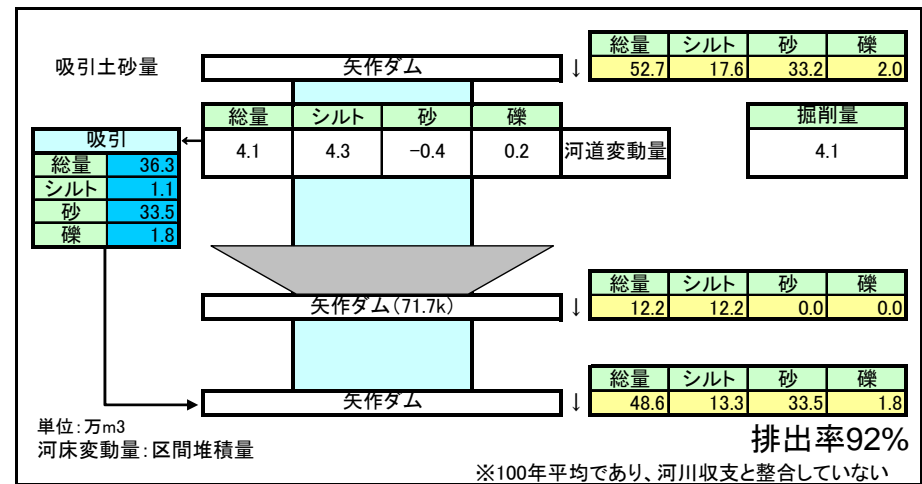 吸引土砂量
矢作ダム
↓
総量 シルト 砂 礫
52.7 17.6 33.2 2.0
総量 シルト 砂 礫
4.1 4.3 -0.4 0.2 河道変動量
掘削量
4.1
吸引
総量 36.3
シルト 1.1
砂 33.5
礫 1.8
矢作ダム(71.7k)
↓
総量 シルト 砂 礫
12.2 12.2 0.0 0.0
矢作ダム
↓
総量 シルト 砂 礫
48.6 13.3 33.5 1.8
単位:万m3
河床変動量:区間堆積量
排出率92%
※100年平均であり、河川収支と整合していない